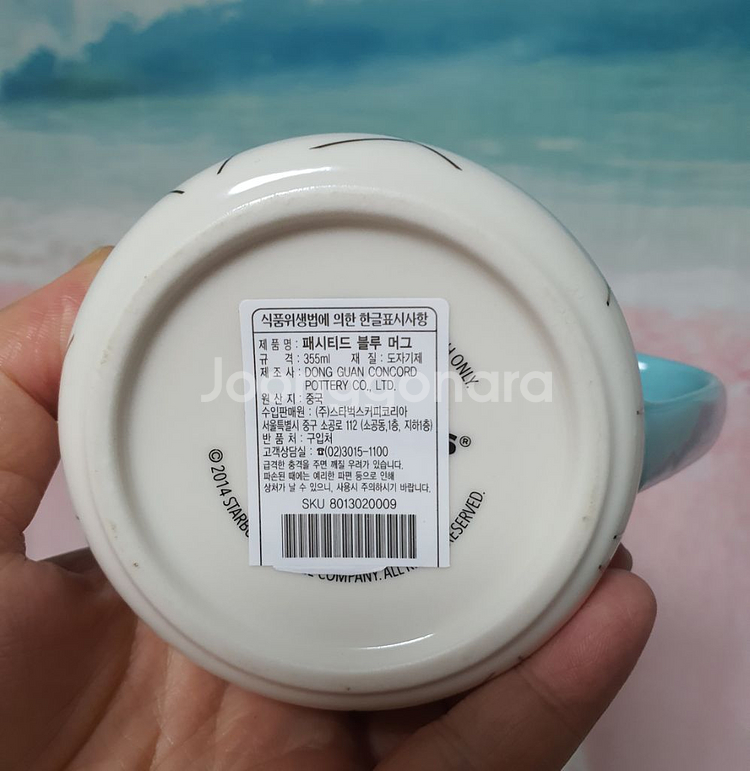 식품위생법에 의한 한글표시사항
제 품 명 : 패시티드 블루 머그
규 격 : 355ml 재 질 : 도자기제
제 조 사 : DONG GUAN CONCORD
POTTERY CO., LTD.
원 산 지 : 중국
수입판매원 : (주)스타벅스커피코리아
서울특별시 중구 소공로 112 (소공동,1층, 지하1층)
반 품 처 : 구입처
고객상담실 : ☎(02)3015-1100
급격한 충격을 주면 깨질 우려가 있습니다.
파손된 때에는 예리한 파편 등으로 인해
상처가 날 수 있으니, 사용시 주의하시기 바랍니다.
SKU 8013020009
Joonggonara
ONLY.
®
© 2014 STARB
COMPANY. ALL R
ESERVED.